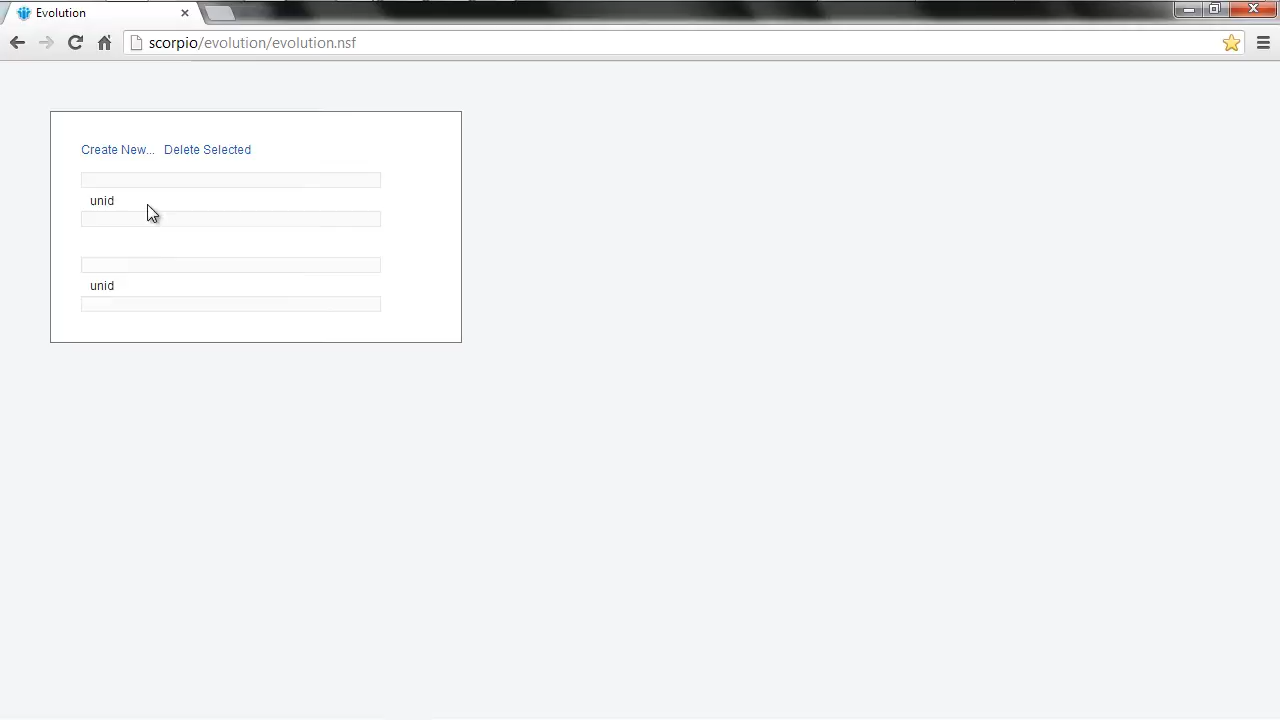 Evolution
scorpio/evolution/evolution.nsf
Create New... Delete Selected
unid
unid